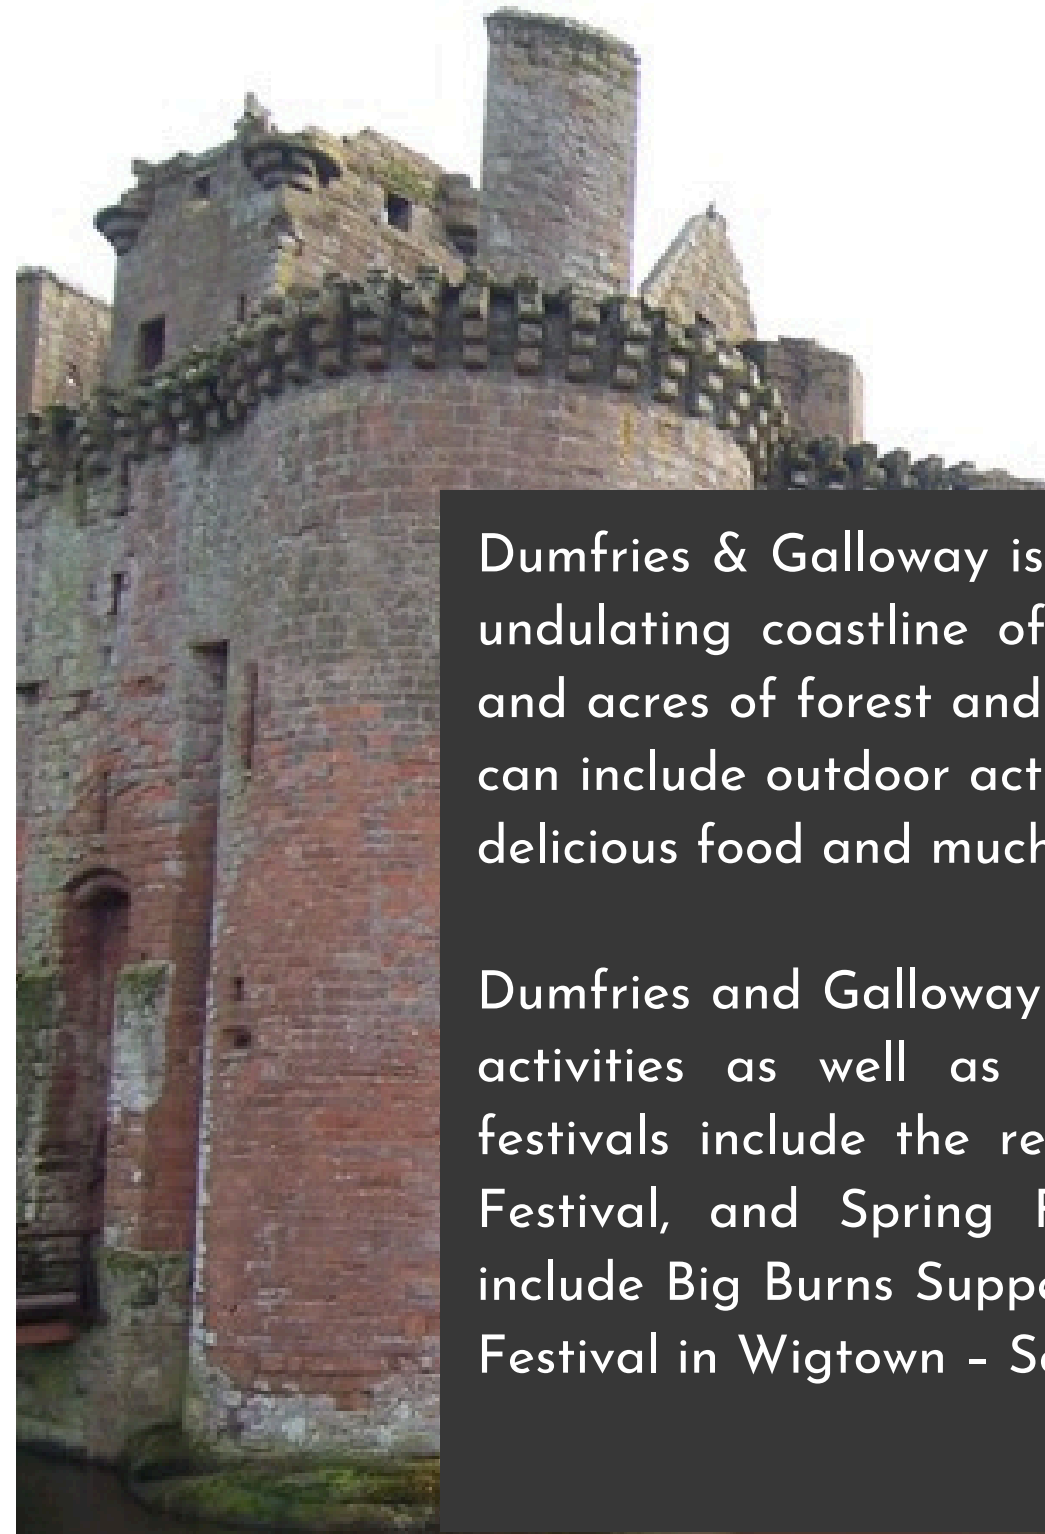 Dumfries & Galloway is
undulating coastline of
and acres of forest and
can include outdoor act
delicious food and much
Dumfries and Galloway
activities as well as
festivals include the re
Festival, and Spring F
include Big Burns Suppe
Festival in Wigtown – Sc